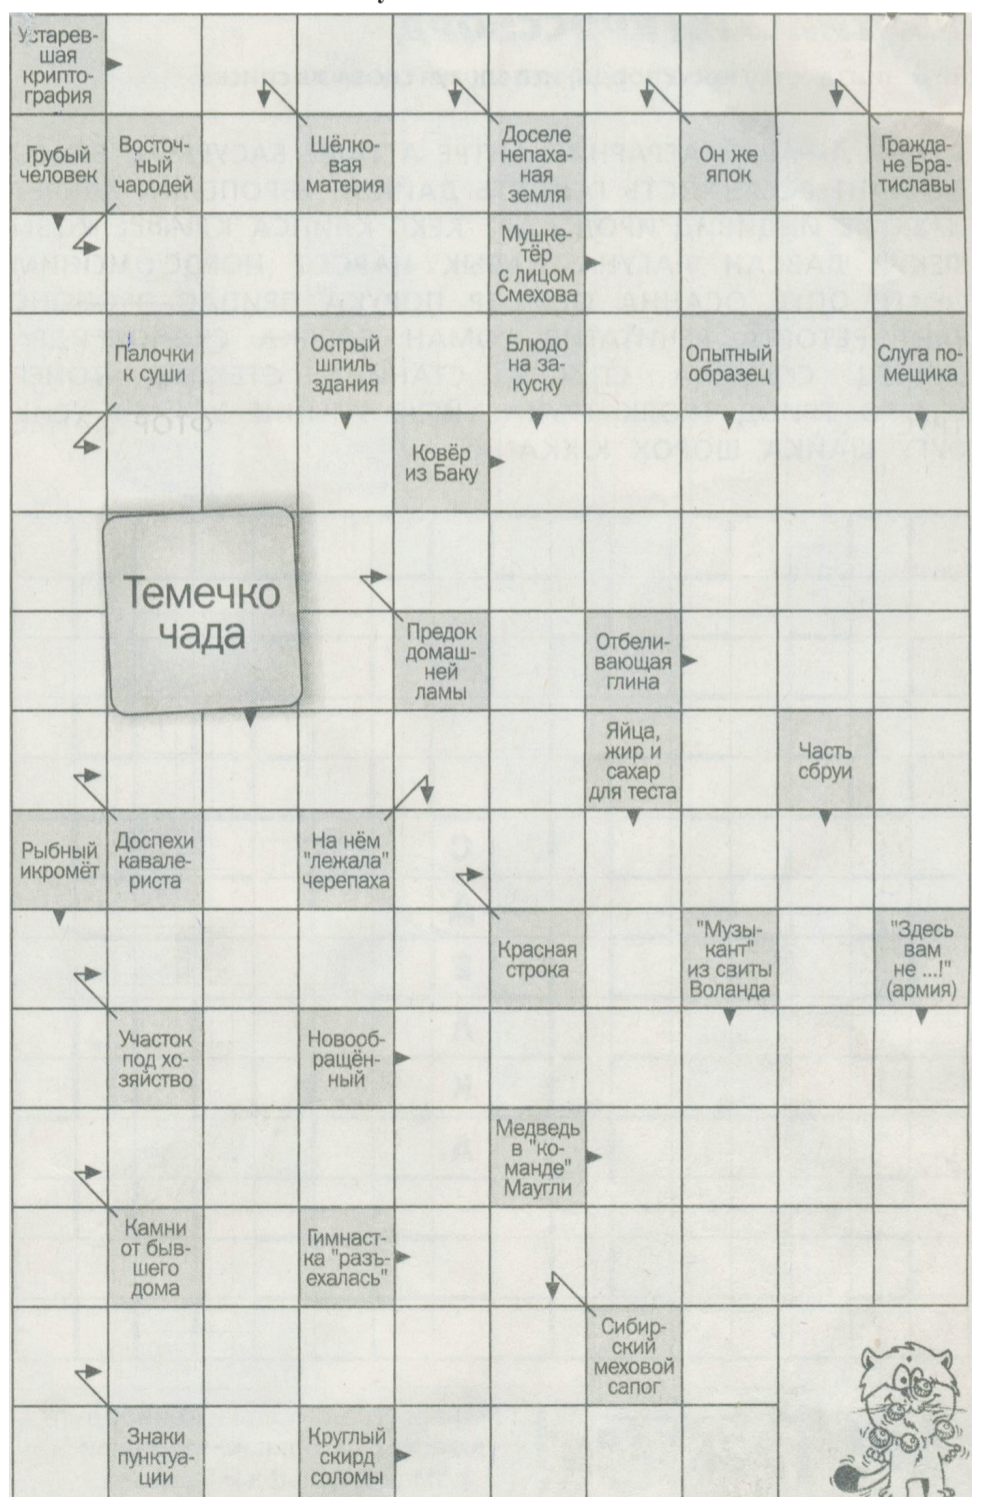 Устарев-
шая
крипто-
графия
Грубый
человек
Восточ-
ный
чародей
Шёлко-
вая
материя
Доселе
непаха-
ная
земля
Он же
япок
Гражда-
не Бра-
тиславы
Мушке-
тёр
с лицом
Смехова
Палочки
к суши
Острый
шпиль
здания
Блюдо
на за-
куску
Опытный
образец
Слуга по-
мещика
Ковёр
из Баку
Темечко
чада
Предок
домаш-
ней
ламы
Отбели-
вающая
глина
Яйца,
жир и
сахар
для теста
Часть
сбруи
Рыбный
икромёт
Доспехи
кавале-
риста
На нём
"лежала"
черепаха
Красная
строка
"Музы-
кант"
из свиты
Воланда
"Здесь
вам
не ...!"
(армия)
Участок
под хо-
зяйство
Новооб-
ращён-
ный
Медведь
в "ко-
манде"
Маугли
Камни
от быв-
шего
дома
Гимнаст-
ка "разъ-
ехалась"
Сибир-
ский
меховой
сапог
Знаки
пунктуа-
ции
Круглый
скирд
соломы